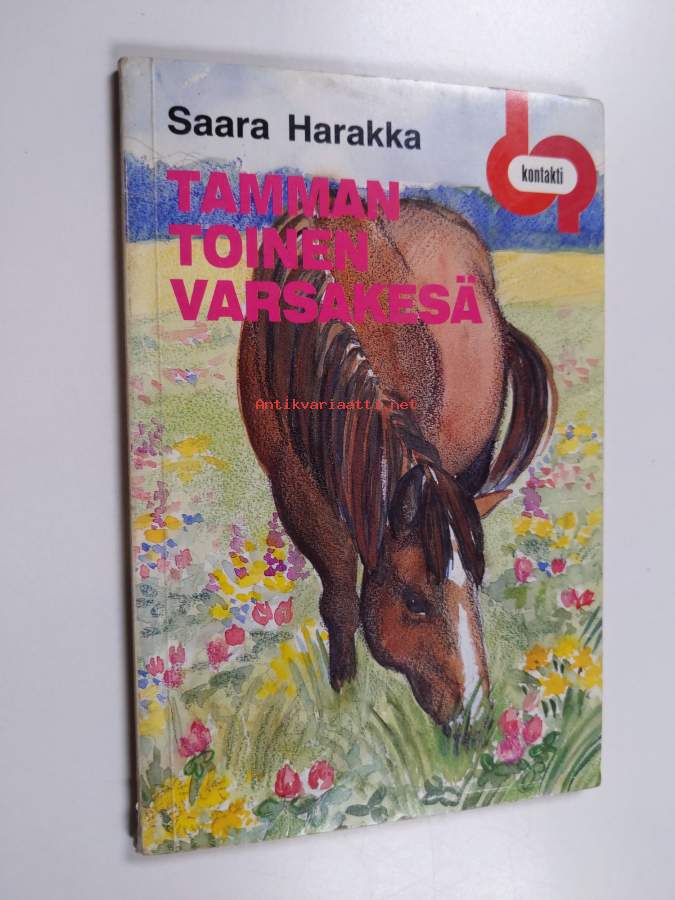 Saara Harakka
kontakti
TAMMAN
TOINEN
VARSAKESÄ
Antikvariaatti.net